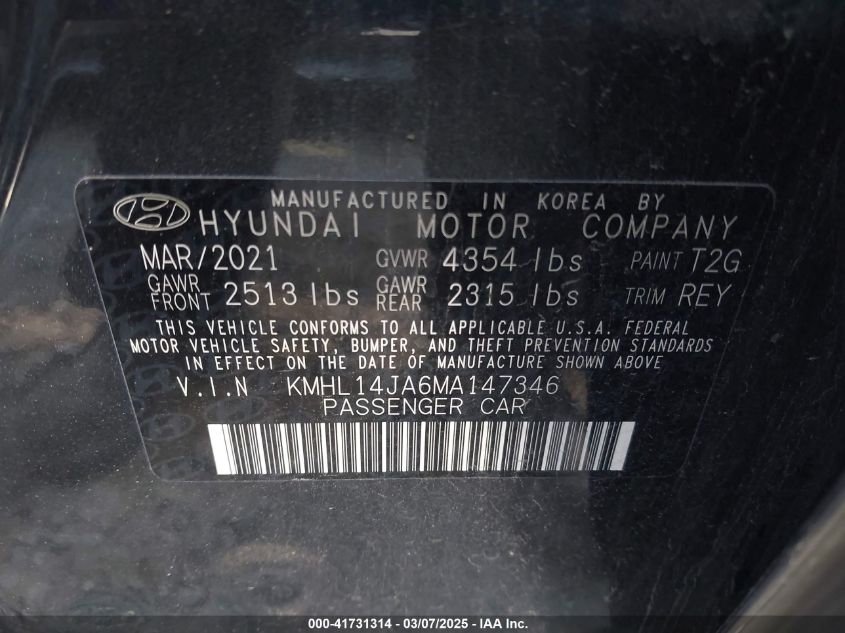 MANUFACTURED IN KOREA BY
HYUNDAI MOTOR COMPANY
MAR/2021 GVWR 4354 lbs PAINT T2G
GAWR FRONT 2513 lbs GAWR REAR 2315 lbs TRIM REY
THIS VEHICLE CONFORMS TO ALL APPLICABLE U.S.A. FEDERAL
MOTOR VEHICLE SAFETY, BUMPER, AND THEFT PREVENTION STANDARDS
IN EFFECT ON THE DATE OF MANUFACTURE SHOWN ABOVE
V.I.N KMHL14JA6MA147346
PASSENGER CAR
000-41731314 - 03/07/2025 - IAA Inc.